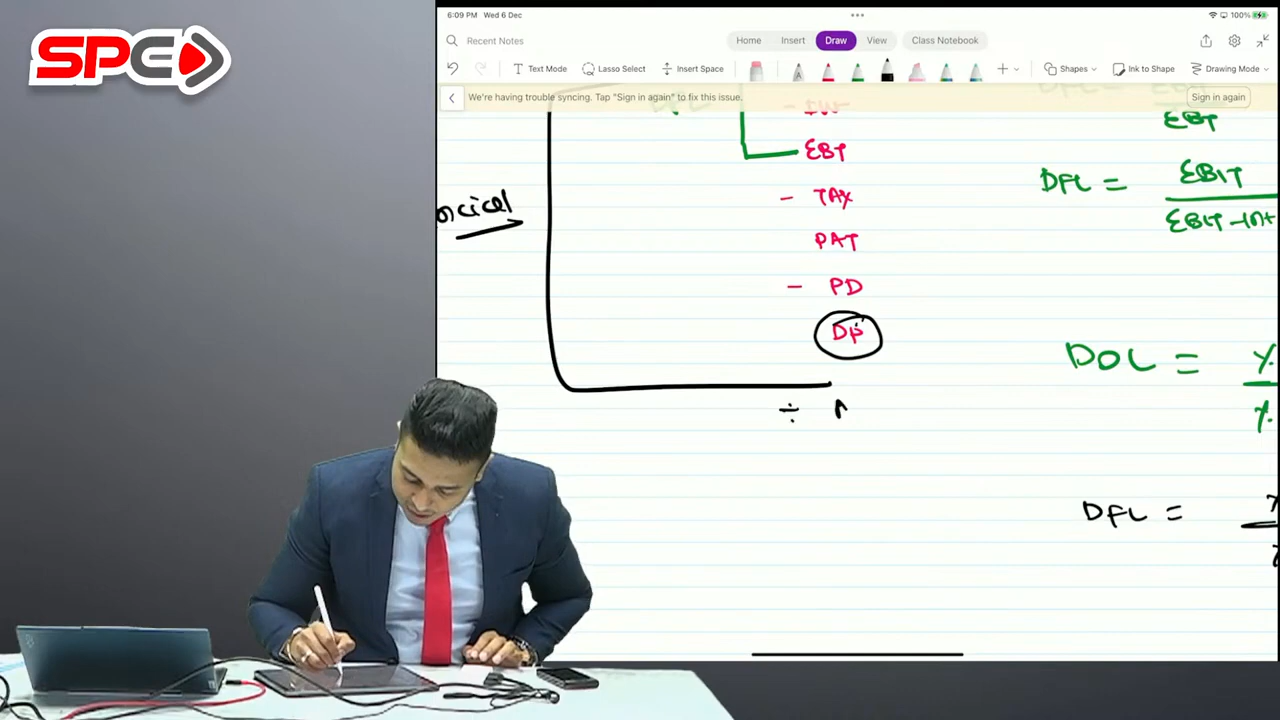 SPED
6:09 PM Wed 6 Dec
100%
Recent Notes
Home Insert Draw View Class Notebook
Text Mode Lasso Select Insert Space Shapes Ink to Shape Drawing Mode
We're having trouble syncing. Tap "Sign in again" to fix this issue. Sign in again
EBT
- EBT
DFL = EBIT
EBIT - Int
ncial
- TAX
PAT
- PD
DOL = %
%
÷
DFL =